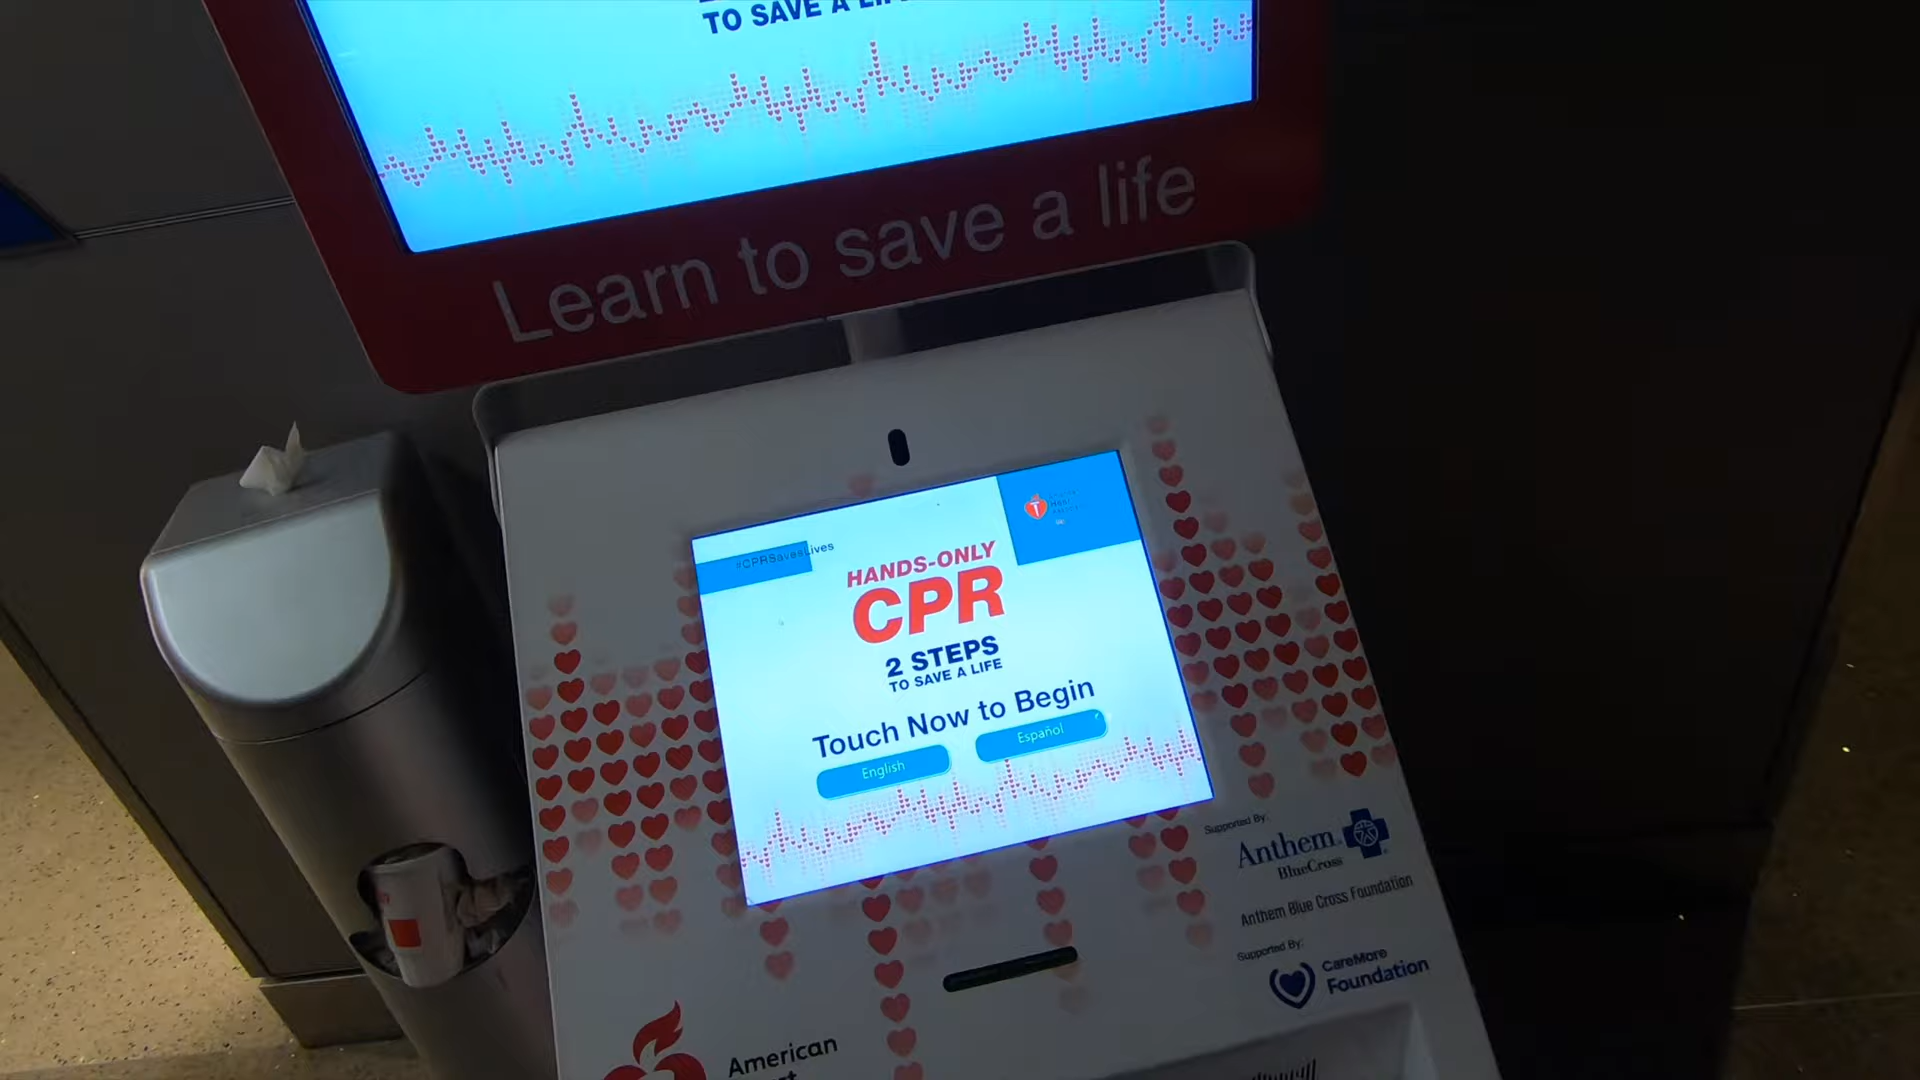 TO SAVE A
Learn to save a life
#CPRSavesLives
HANDS-ONLY
CPR
2 STEPS
TO SAVE A LIFE
Touch Now to Begin
English
Español
Supported By:
Anthem
BlueCross
Anthem Blue Cross Foundation
Supported By:
CareMore
Foundation
American